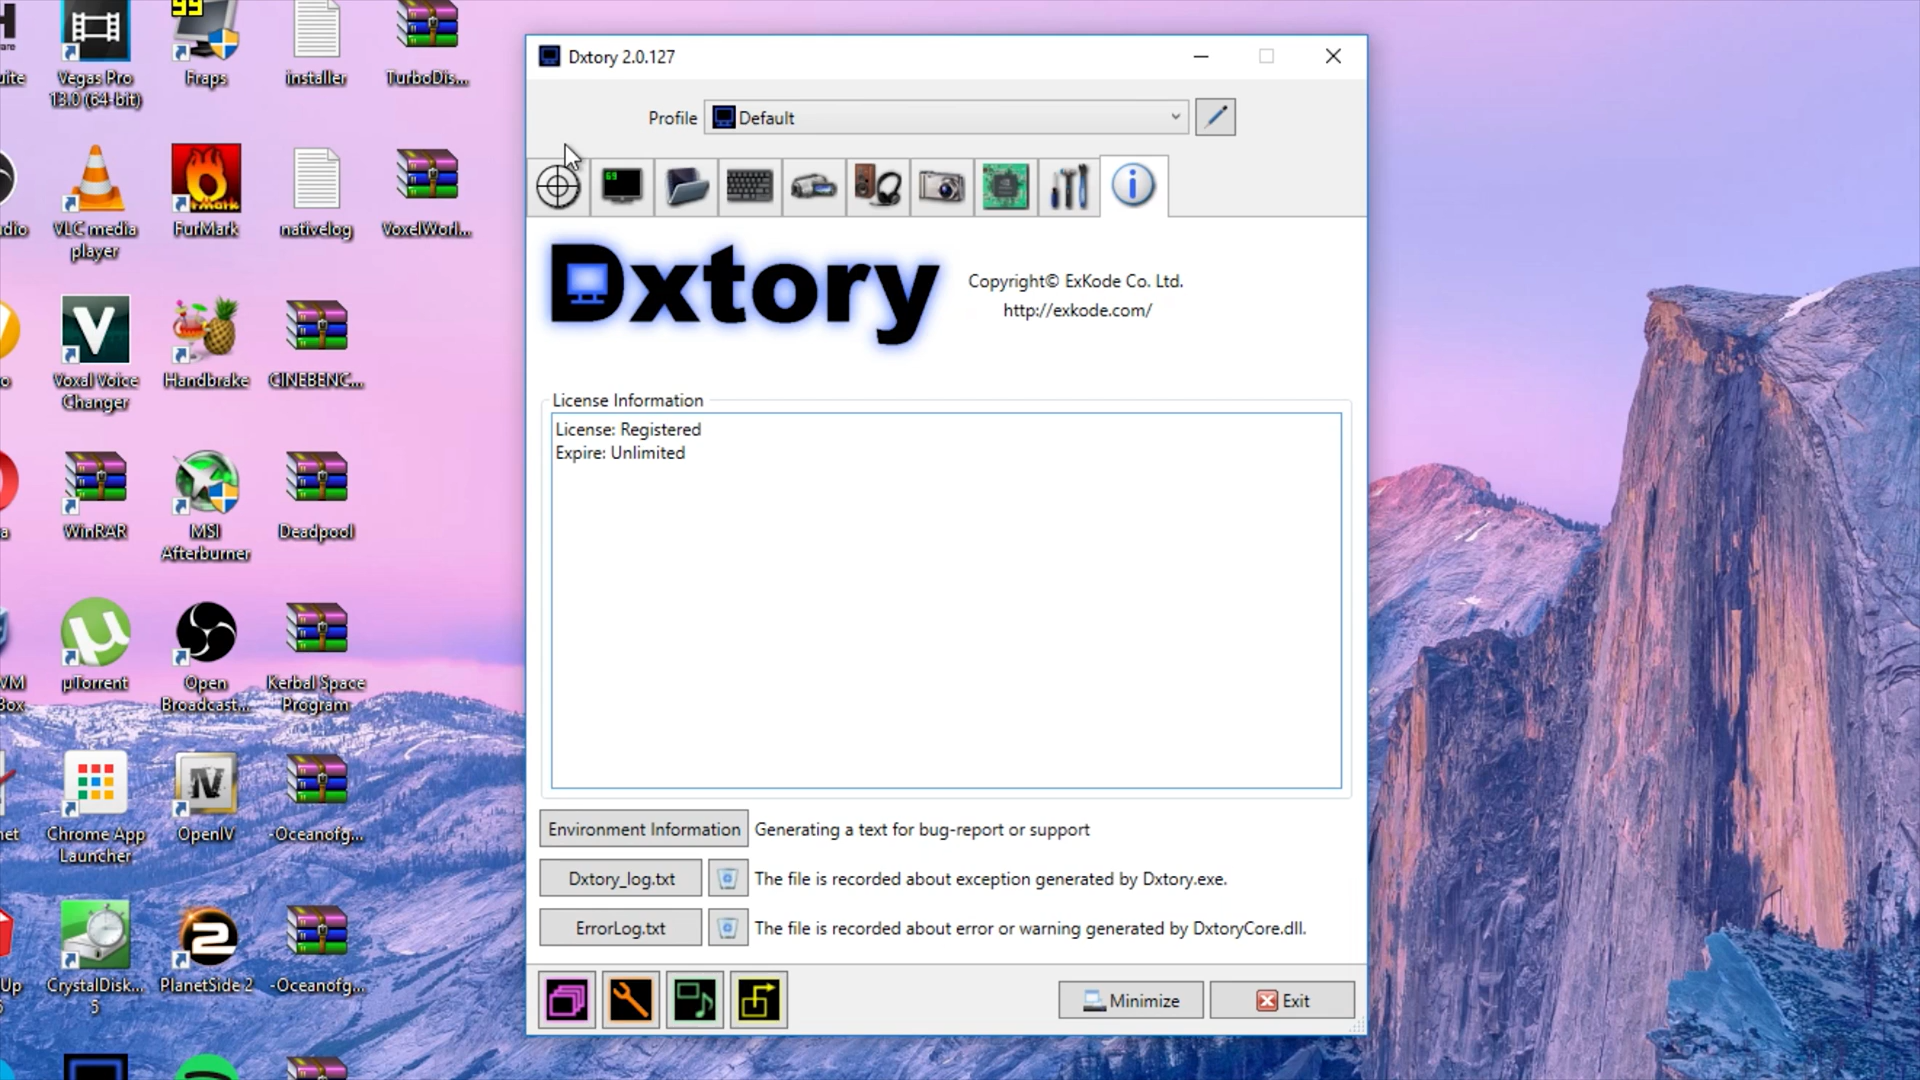 Dxtory 2.0.127
Profile
Default
69
Dxtory
Copyright© ExKode Co. Ltd.
http://exkode.com/
License Information
License: Registered
Expire: Unlimited
Environment Information
Generating a text for bug-report or support
Dxtory_log.txt
The file is recorded about exception generated by Dxtory.exe.
ErrorLog.txt
The file is recorded about error or warning generated by DxtoryCore.dll.
Minimize
Exit
99
Vegas Pro
13.0 (64-bit)
Fraps
installer
TurboDis...
VLC media
player
FurMark
nativelog
VoxelWorl...
Voxal Voice
Changer
Handbrake
CINEBENC...
WinRAR
MSI
Afterburner
Deadpool
µTorrent
Open
Broadcast...
Kerbal Space
Program
Chrome App
Launcher
OpenIV
-Oceanofg...
CrystalDisk...
5
PlanetSide 2
-Oceanofg...